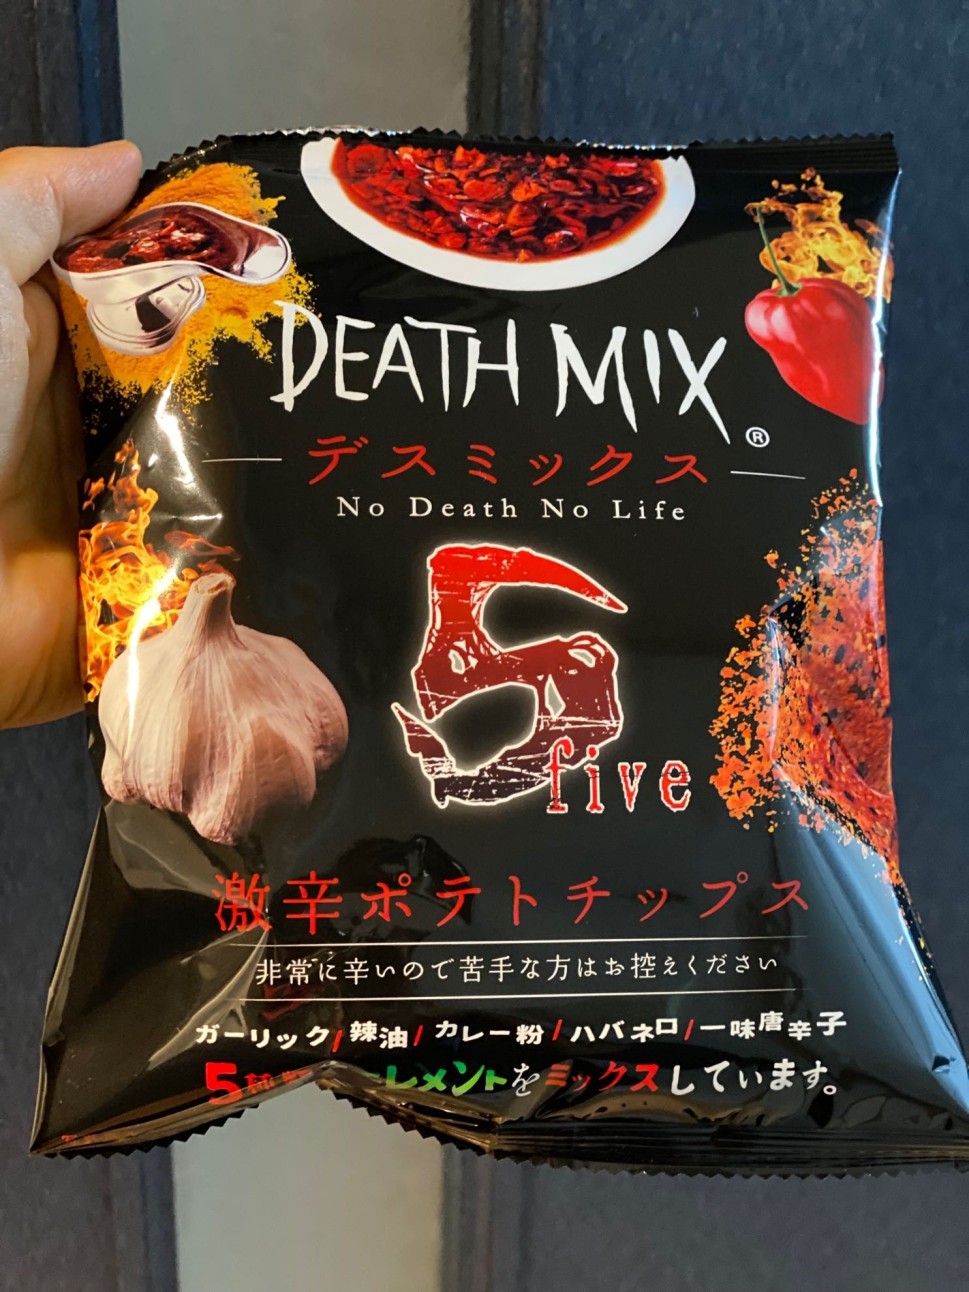 DEATH MIX
®
デスミックス
No Death No Life
5
five
激辛ポテトチップス
非常に辛いので苦手な方はお控えください
ガーリック/辣油/カレー粉/ハバネロ/一味唐辛子
5 レメントをミックスしています。